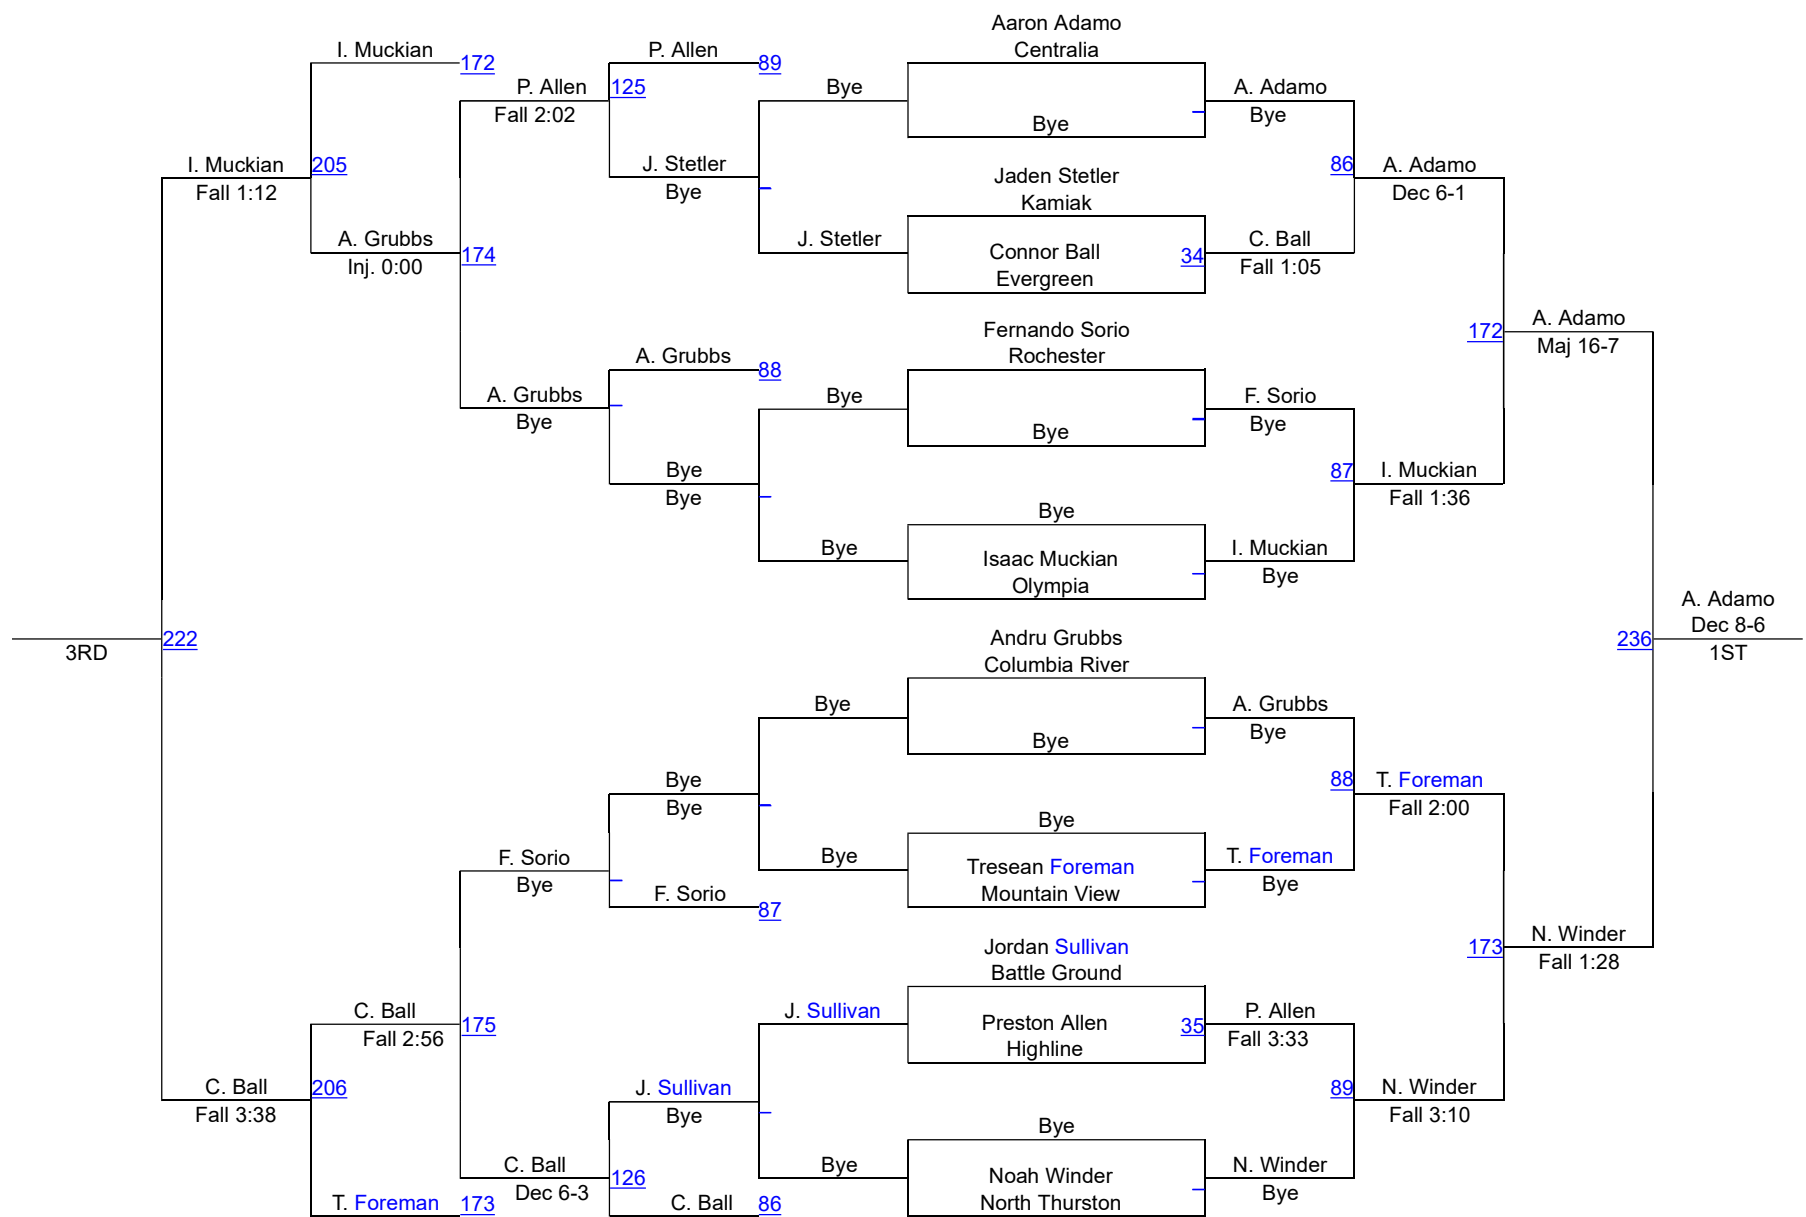 Aaron Adamo
I. Muckian P. Allen Centralia
172 89
P. Allen 125 Bye A. Adamo
Fall 2:02 Bye
Bye
I. Muckian 205 J. Stetler 86 A. Adamo
Fall 1:12 Bye Jaden Stetler Dec 6-1
Kamiak
A. Grubbs J. Stetler Connor Ball 34 C. Ball
Inj. 0:00 174 Evergreen Fall 1:05
Fernando Sorio 172 A. Adamo
A. Grubbs Rochester Maj 16-7
88
A. Grubbs Bye F. Sorio
Bye Bye Bye
Bye 87 I. Muckian
Bye Fall 1:36
Bye
Bye Isaac Muckian I. Muckian
Olympia Bye
A. Adamo
222 Andru Grubbs 236 Dec 8-6
3RD Columbia River 1ST
Bye A. Grubbs
Bye Bye
Bye 88 T. Foreman
Bye Fall 2:00
Bye
F. Sorio Bye Tresean Foreman T. Foreman
Bye Mountain View Bye
F. Sorio
87
Jordan Sullivan 173 N. Winder
Battle Ground Fall 1:28
C. Ball 175 J. Sullivan Preston Allen 35 P. Allen
Fall 2:56 Highline Fall 3:33
C. Ball 206 J. Sullivan 89 N. Winder
Fall 3:38 Bye Fall 3:10
Bye
C. Ball 126 Bye Noah Winder N. Winder
Dec 6-3 Bye
T. Foreman 173 C. Ball 86 North Thurston